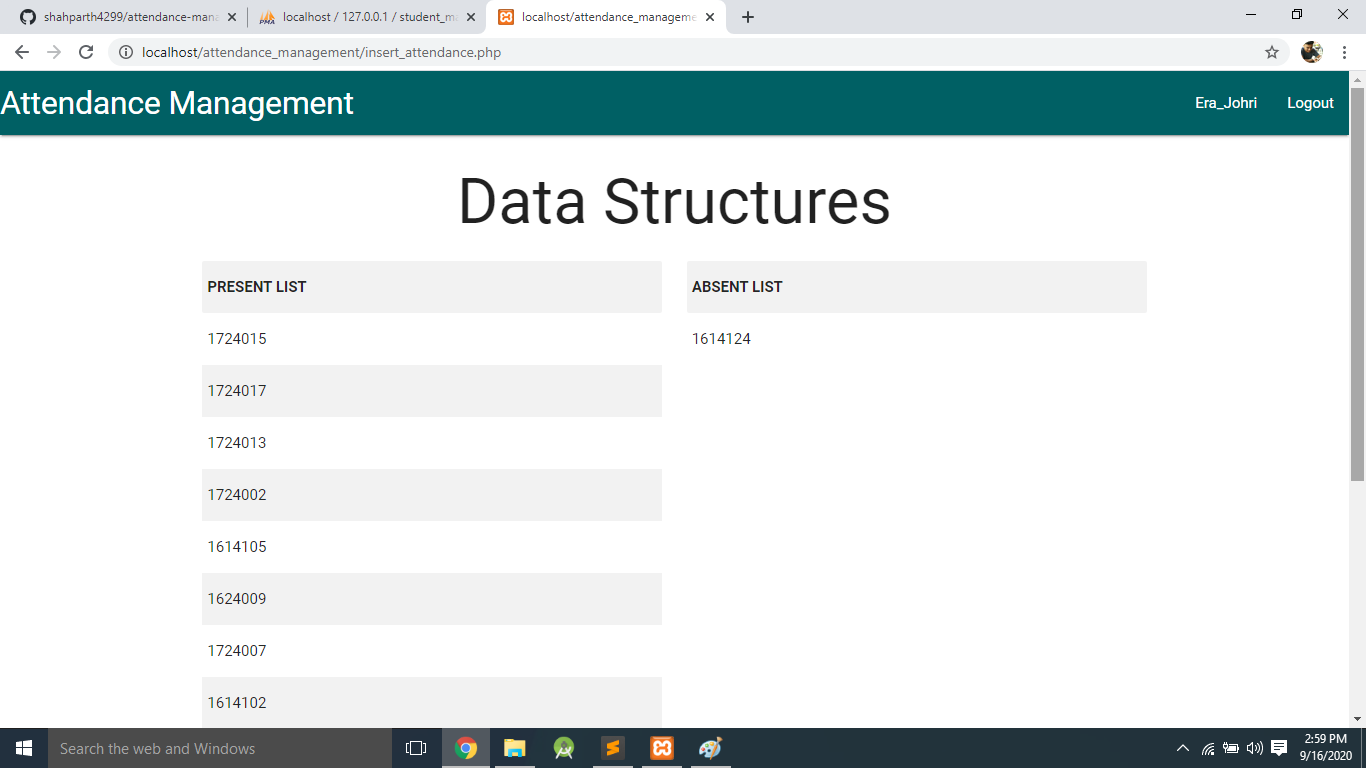 shahparth4299/attendance-mana
localhost / 127.0.0.1 / student_ma
localhost/attendance_manageme
localhost/attendance_management/insert_attendance.php
Attendance Management
Era_Johri
Logout
Data Structures
PRESENT LIST
ABSENT LIST
1724015
1614124
1724017
1724013
1724002
1614105
1624009
1724007
1614102
Search the web and Windows
2:59 PM
9/16/2020